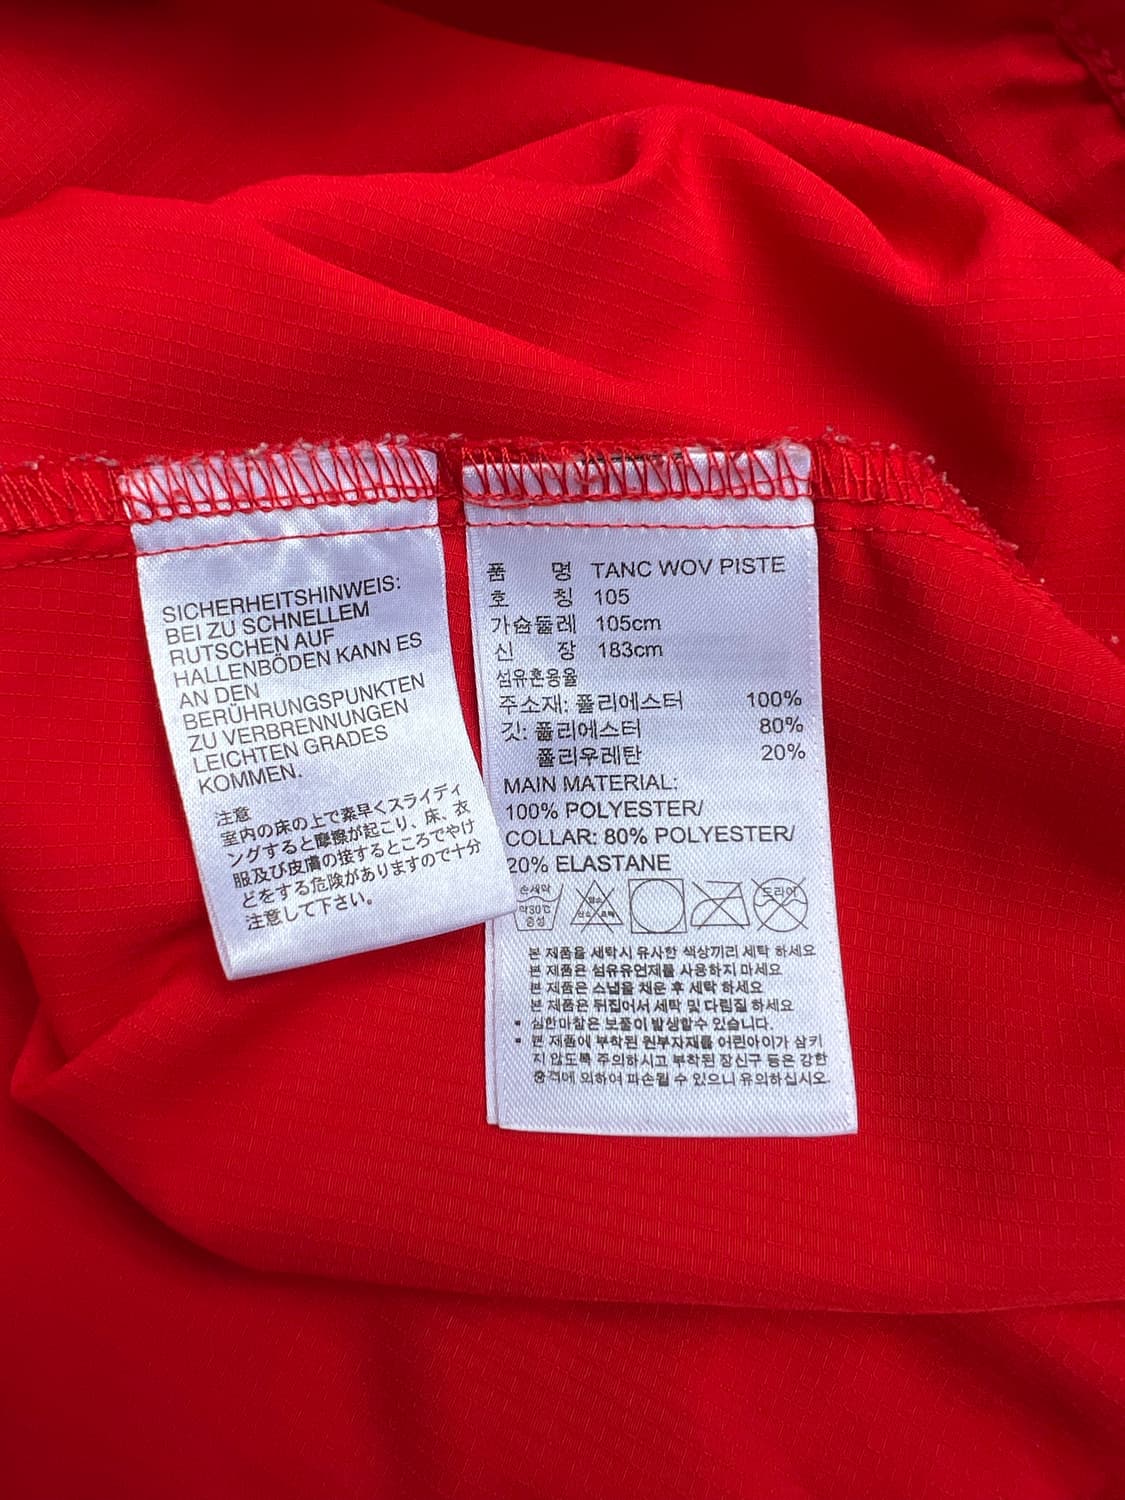 SICHERHEITSHINWEIS:
BEI ZU SCHNELLEM
RUTSCHEN AUF
HALLENBÖDEN KANN ES
AN DEN
BERÜHRUNGSPUNKTEN
ZU VERBRENNUNGEN
LEICHTEN GRADES
KOMMEN.
注意
室内の床の上で素早くスライディ
ングすると摩擦が起こり、床、衣
服及び皮膚の接するところでやけ
どをする危険がありますので十分
注意して下さい。
품 명 TANC WOV PISTE
호 칭 105
가슴둘레 105cm
신 장 183cm
섬유혼용율
주소재: 폴리에스터 100%
깃: 폴리에스터 80%
폴리우레탄 20%
MAIN MATERIAL:
100% POLYESTER/
COLLAR: 80% POLYESTER/
20% ELASTANE
손세탁
약30℃
중성
드라이
본 제품을 세탁시 유사한 색상끼리 세탁 하세요
본 제품은 섬유유연제를 사용하지 마세요
본 제품은 스냅을 채운 후 세탁 하세요
본 제품은 뒤집어서 세탁 및 다림질 하세요
• 심한마찰은 보풀이 발생할수 있습니다.
• 본 제품에 부착된 원부자재를 어린아이가 삼키
지 않도록 주의하시고 부착된 장신구 등은 강한
충격에 의하여 파손될 수 있으니 유의하십시오.